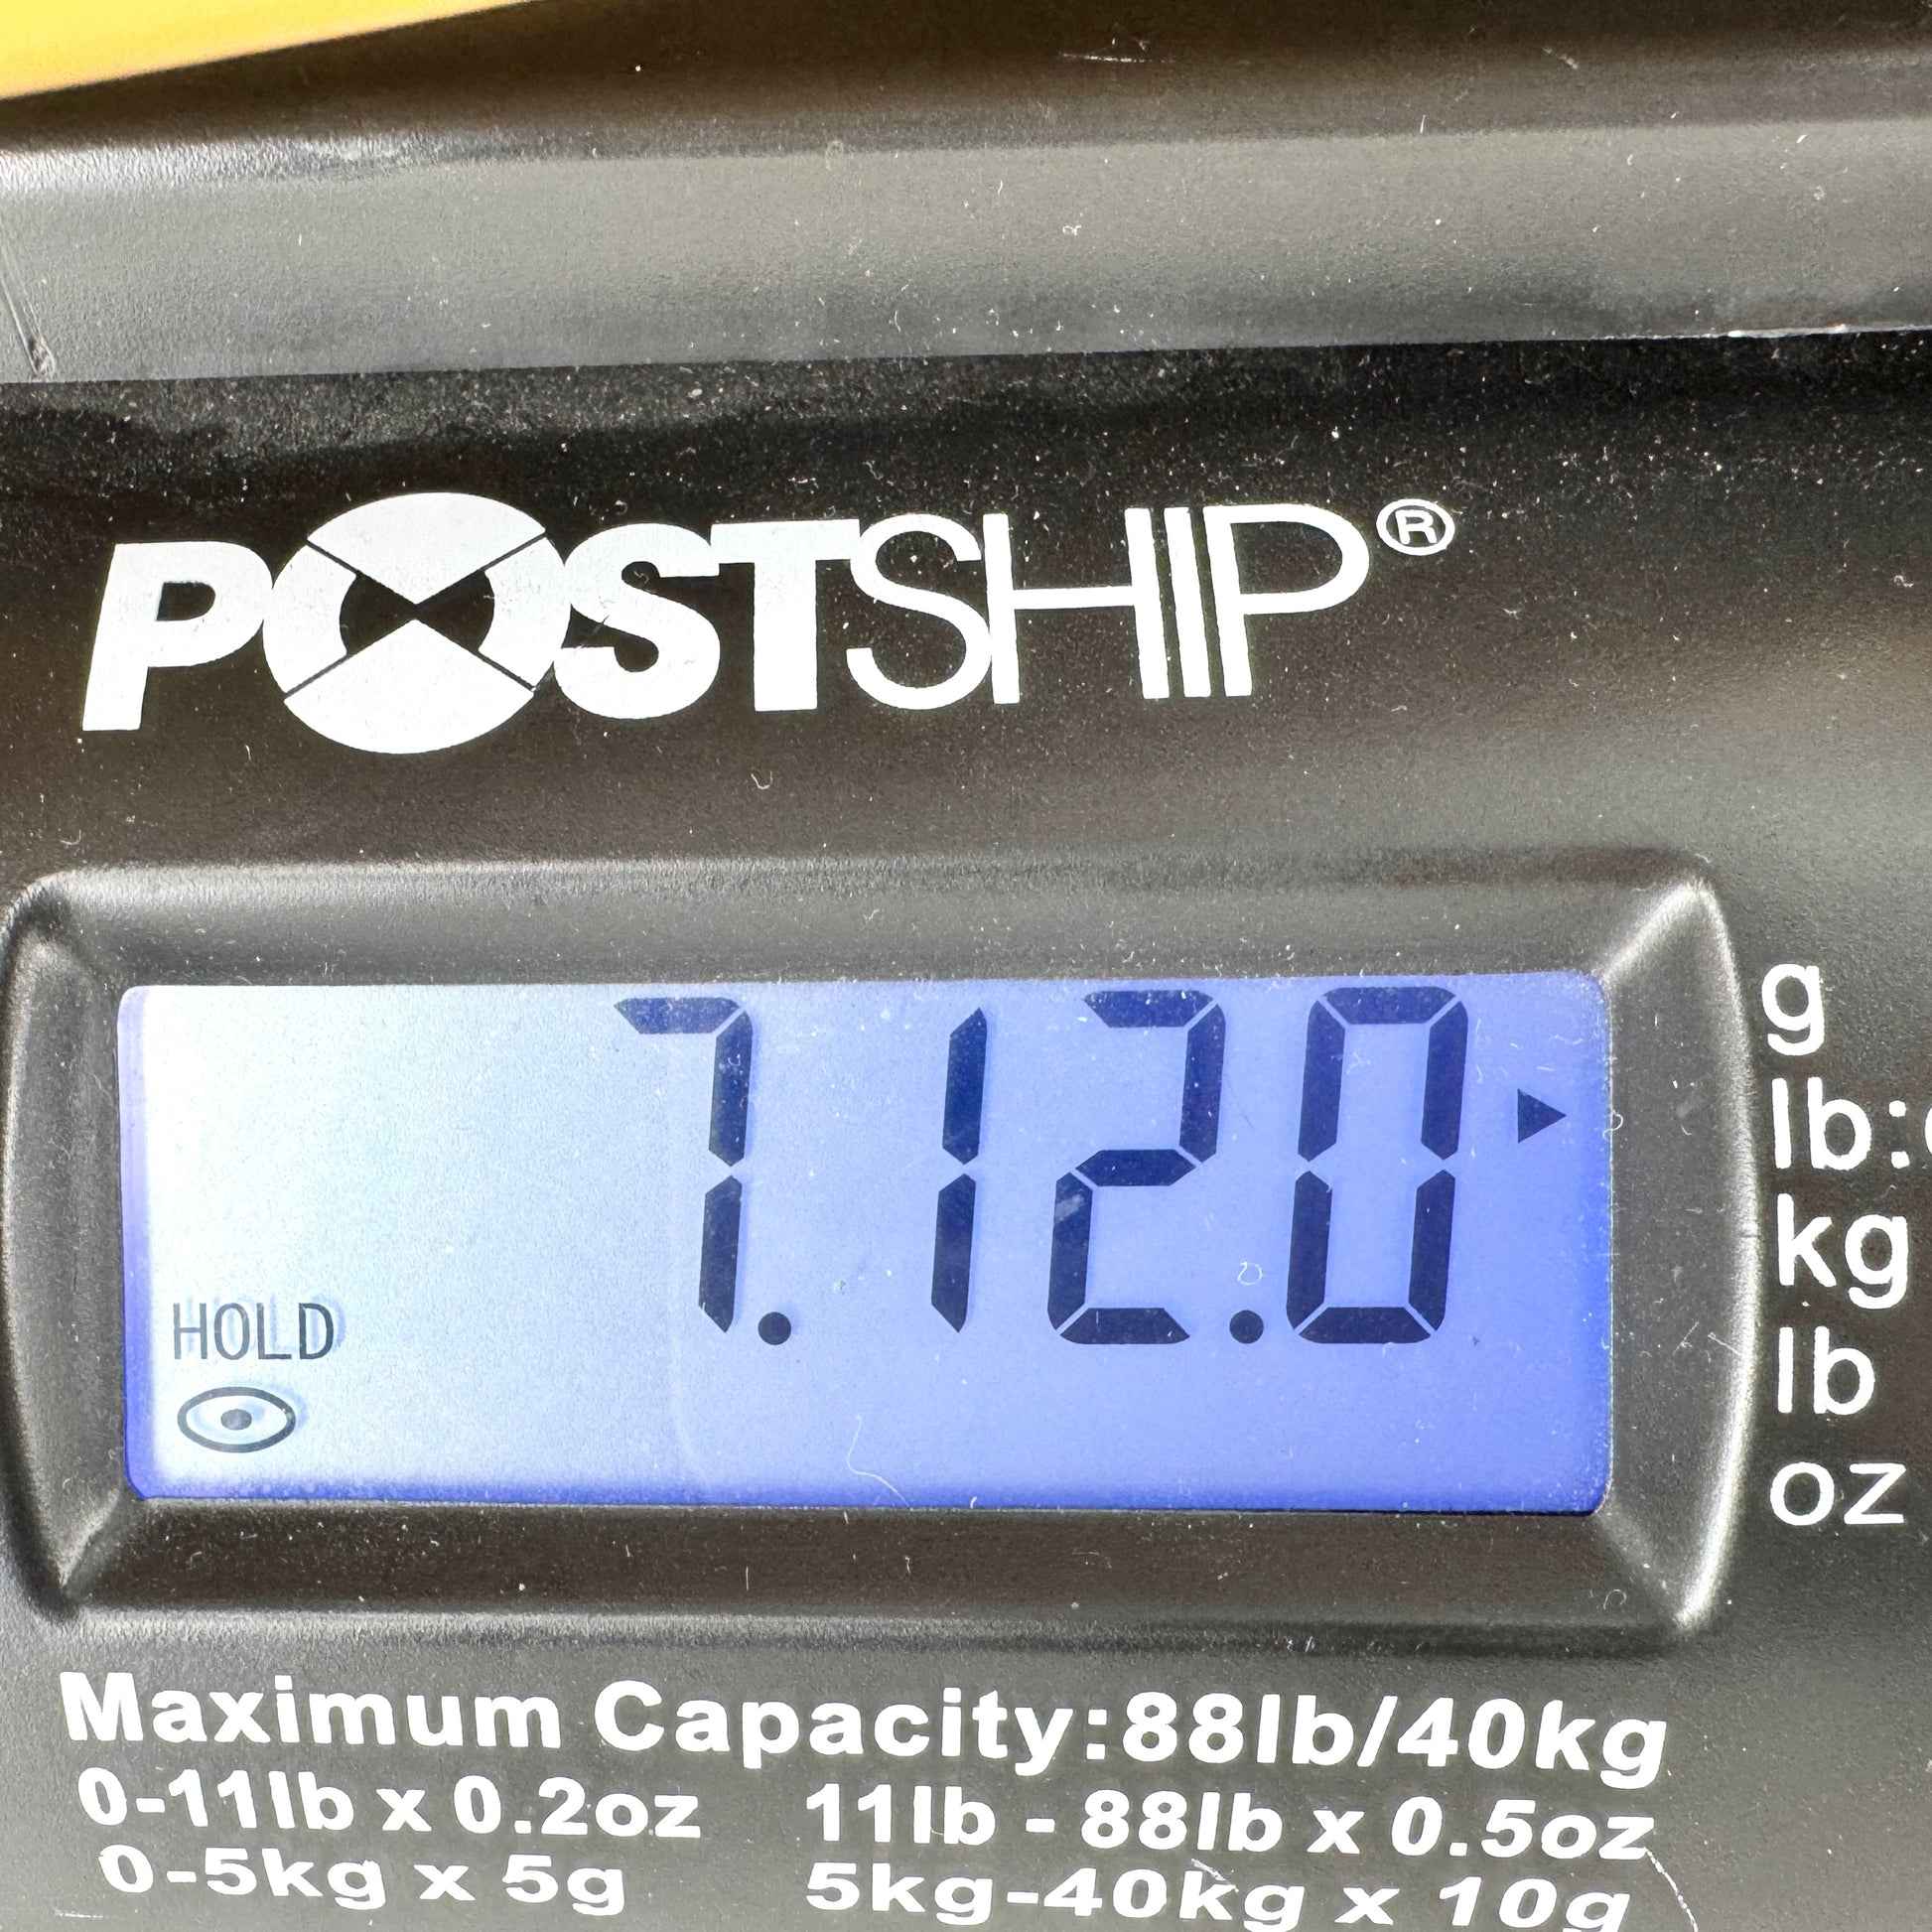 POSTSHIP®
7.12.0
HOLD
g
lb:
kg
lb
oz
Maximum Capacity:88lb/40kg
0-11lb x 0.2oz 11lb - 88lb x 0.5oz
0-5kg x 5g 5kg-40kg x 10g